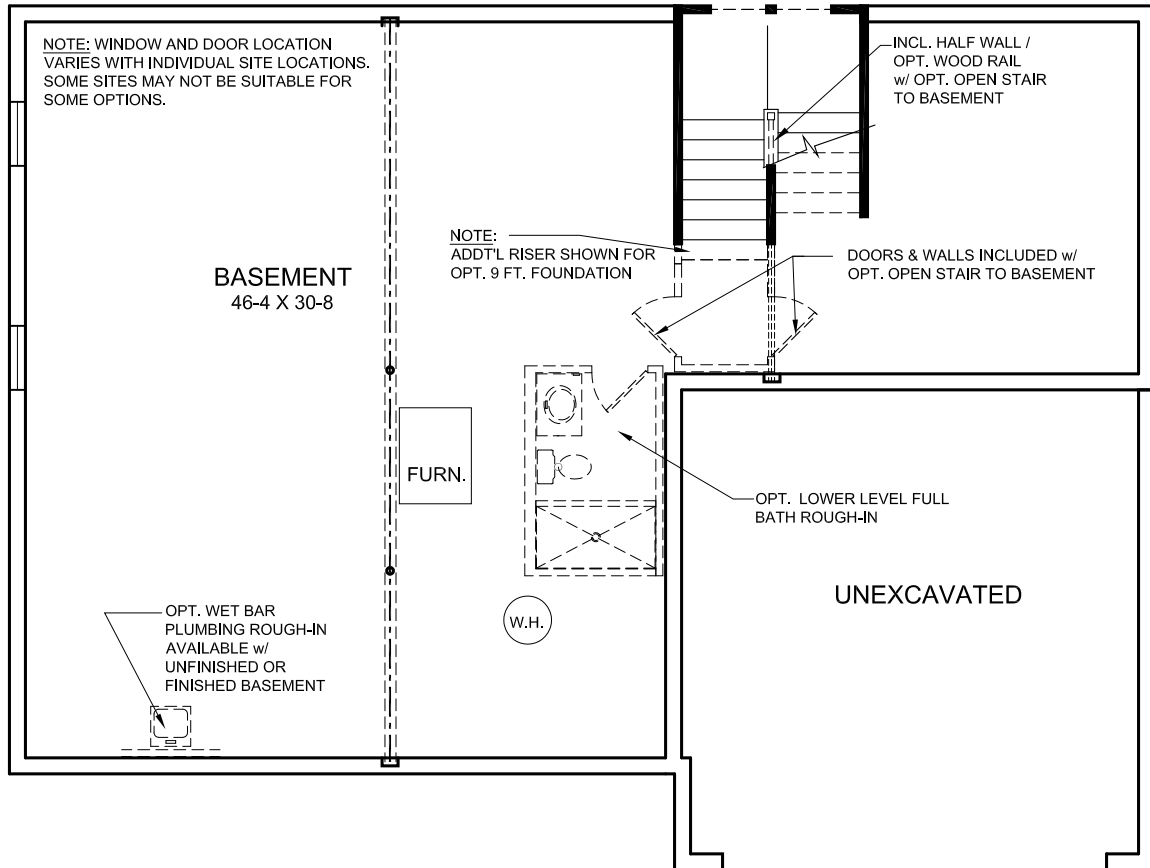 NOTE: WINDOW AND DOOR LOCATION
VARIES WITH INDIVIDUAL SITE LOCATIONS.
SOME SITES MAY NOT BE SUITABLE FOR
SOME OPTIONS.
INCL. HALF WALL /
OPT. WOOD RAIL
w/ OPT. OPEN STAIR
TO BASEMENT
NOTE:
ADDT'L RISER SHOWN FOR
OPT. 9 FT. FOUNDATION
DOORS & WALLS INCLUDED w/
OPT. OPEN STAIR TO BASEMENT
BASEMENT
46-4 X 30-8
FURN.
OPT. LOWER LEVEL FULL
BATH ROUGH-IN
UNEXCAVATED
W.H.
OPT. WET BAR
PLUMBING ROUGH-IN
AVAILABLE w/
UNFINISHED OR
FINISHED BASEMENT